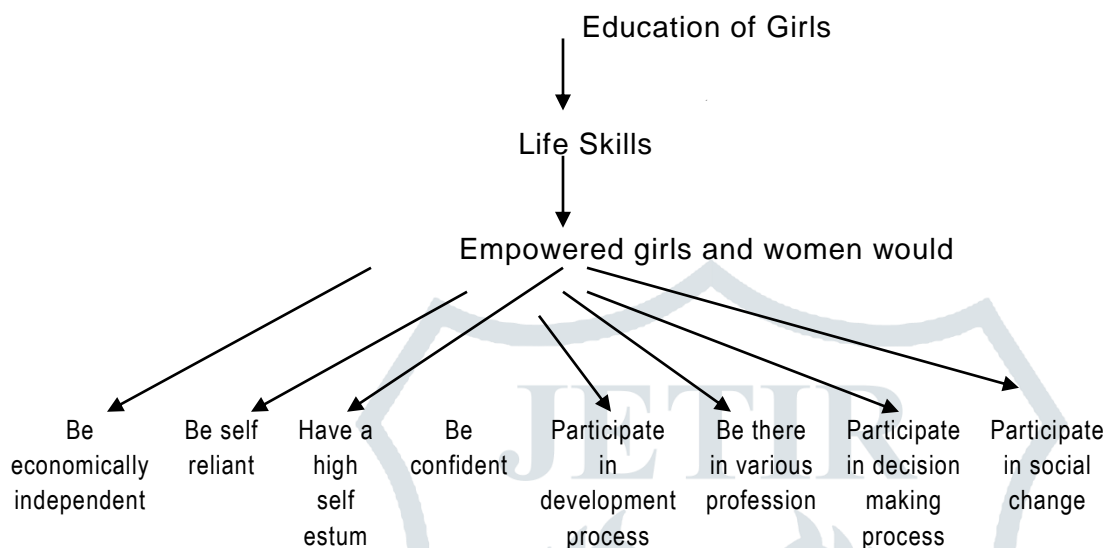 Education of Girls
Life Skills
Empowered girls and women would
Be
economically
independent
Be self
reliant
Have a
high
self
estum
Be
confident
Participate
in
development
process
Be there
in various
profession
Participate
in decision
making
process
Participate
in social
change
JETIR